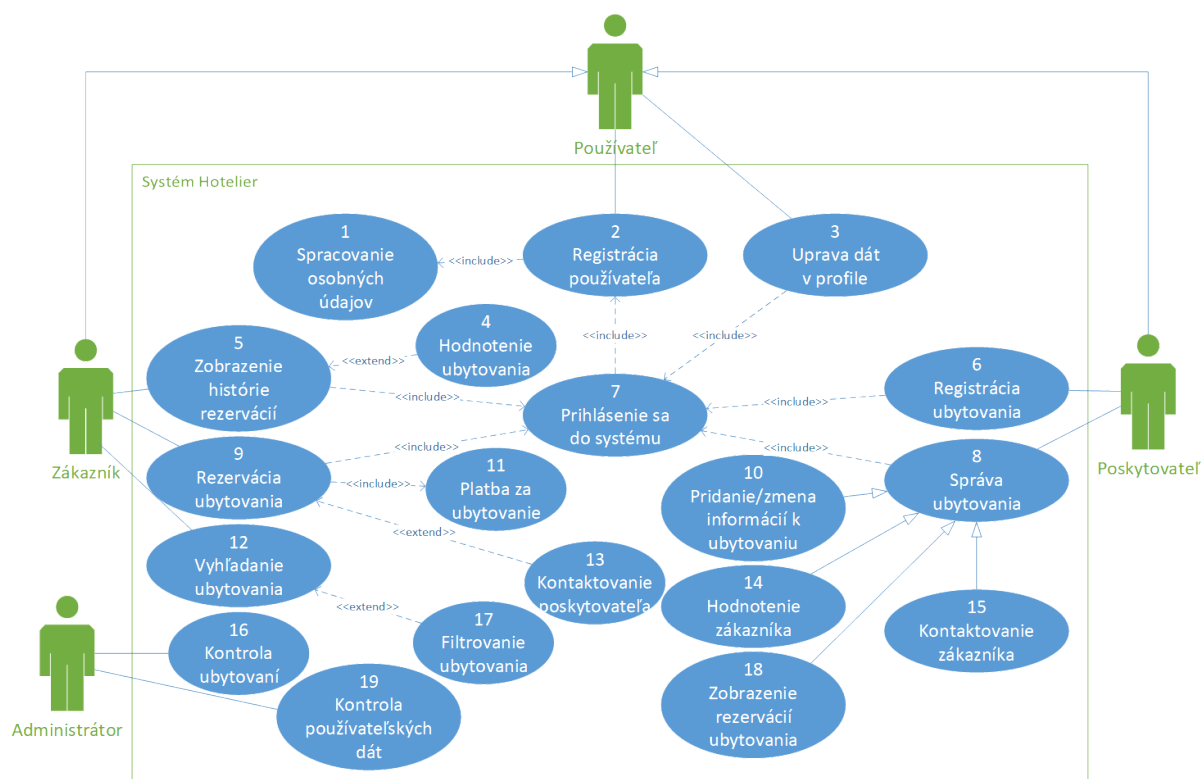 Používateľ
Systém Hotelier
1
Spracovanie
osobných
údajov
<<include>>
2
Registrácia
používateľa
3
Uprava dát
v profile
<<include>>
<<include>>
4
Hodnotenie
ubytovania
<<extend>>
5
Zobrazenie
histórie
rezervácií
<<include>>
7
Prihlásenie sa
do systému
<<include>>
6
Registrácia
ubytovania
Zákazník
Poskytovateľ
9
Rezervácia
ubytovania
<<include>>
<<include>>
11
Platba za
ubytovanie
<<include>>
8
Správa
ubytovania
10
Pridanie/zmena
informácií k
ubytovaniu
<<extend>>
12
Vyhľadanie
ubytovania
13
Kontaktovanie
poskytovateľa
14
Hodnotenie
zákazníka
15
Kontaktovanie
zákazníka
<<extend>>
17
Filtrovanie
ubytovania
16
Kontrola
ubytovaní
18
Zobrazenie
rezervácií
ubytovania
19
Kontrola
používateľských
dát
Administrátor